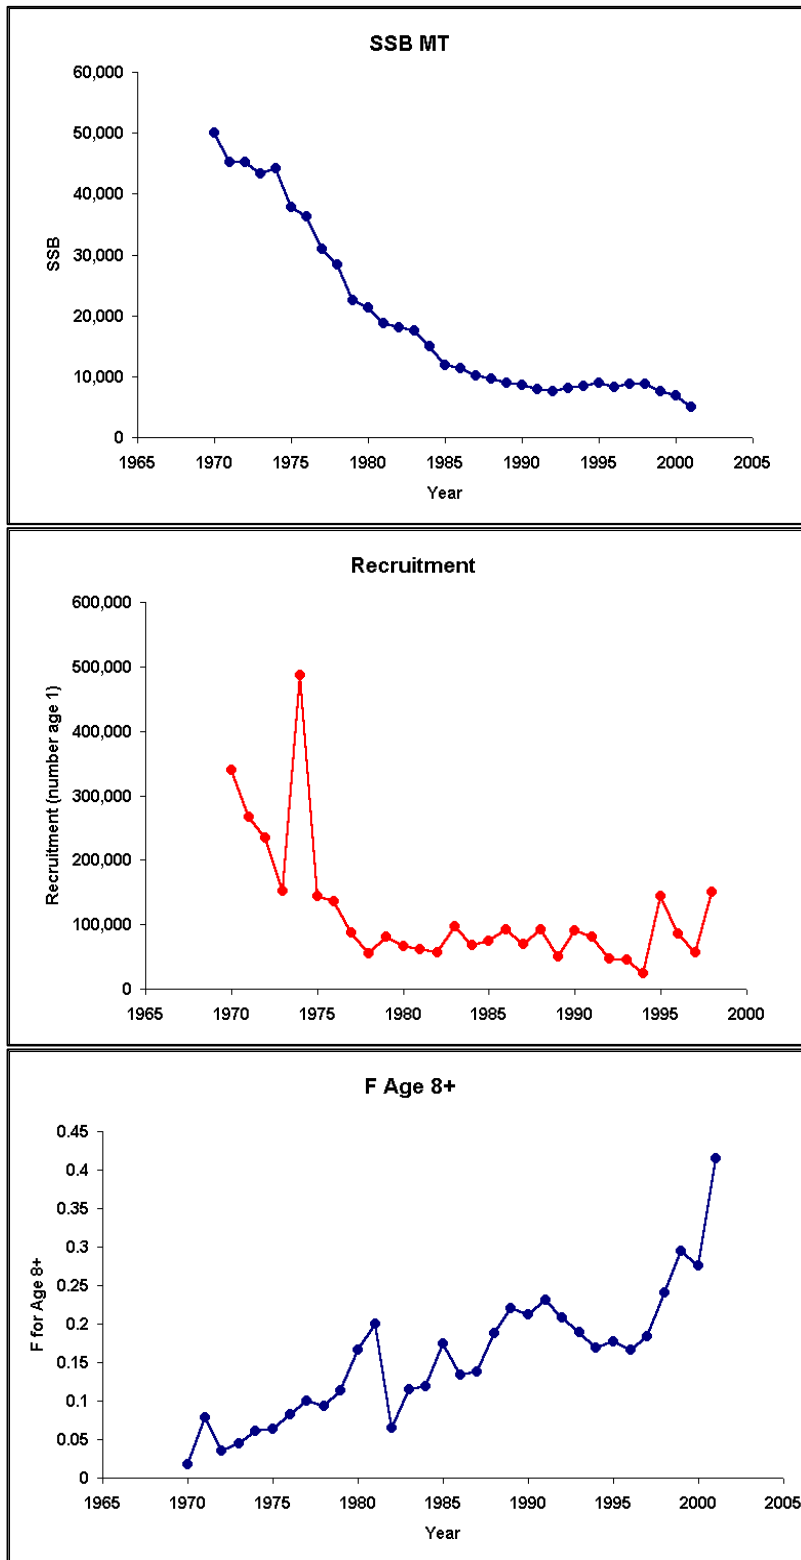 SSB MT
60,000
50,000
40,000
30,000
20,000
10,000
0
SSB
1965 1970 1975 1980 1985 1990 1995 2000 2005
Year
Recruitment
600,000
500,000
400,000
300,000
200,000
100,000
0
Recruitment (number age 1)
1965 1970 1975 1980 1985 1990 1995 2000
F Age 8+
0.45
0.4
0.35
0.3
0.25
0.2
0.15
0.1
0.05
0
F for Age 8+
1965 1970 1975 1980 1985 1990 1995 2000 2005
Year